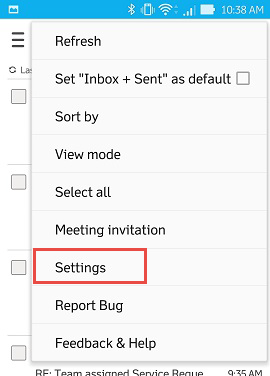 10:38 AM
Refresh
Las
Set "Inbox + Sent" as default
Sort by
View mode
Select all
Meeting invitation
Settings
Report Bug
Feedback & Help
RE: Team assigned Service Reque 9:35 AM